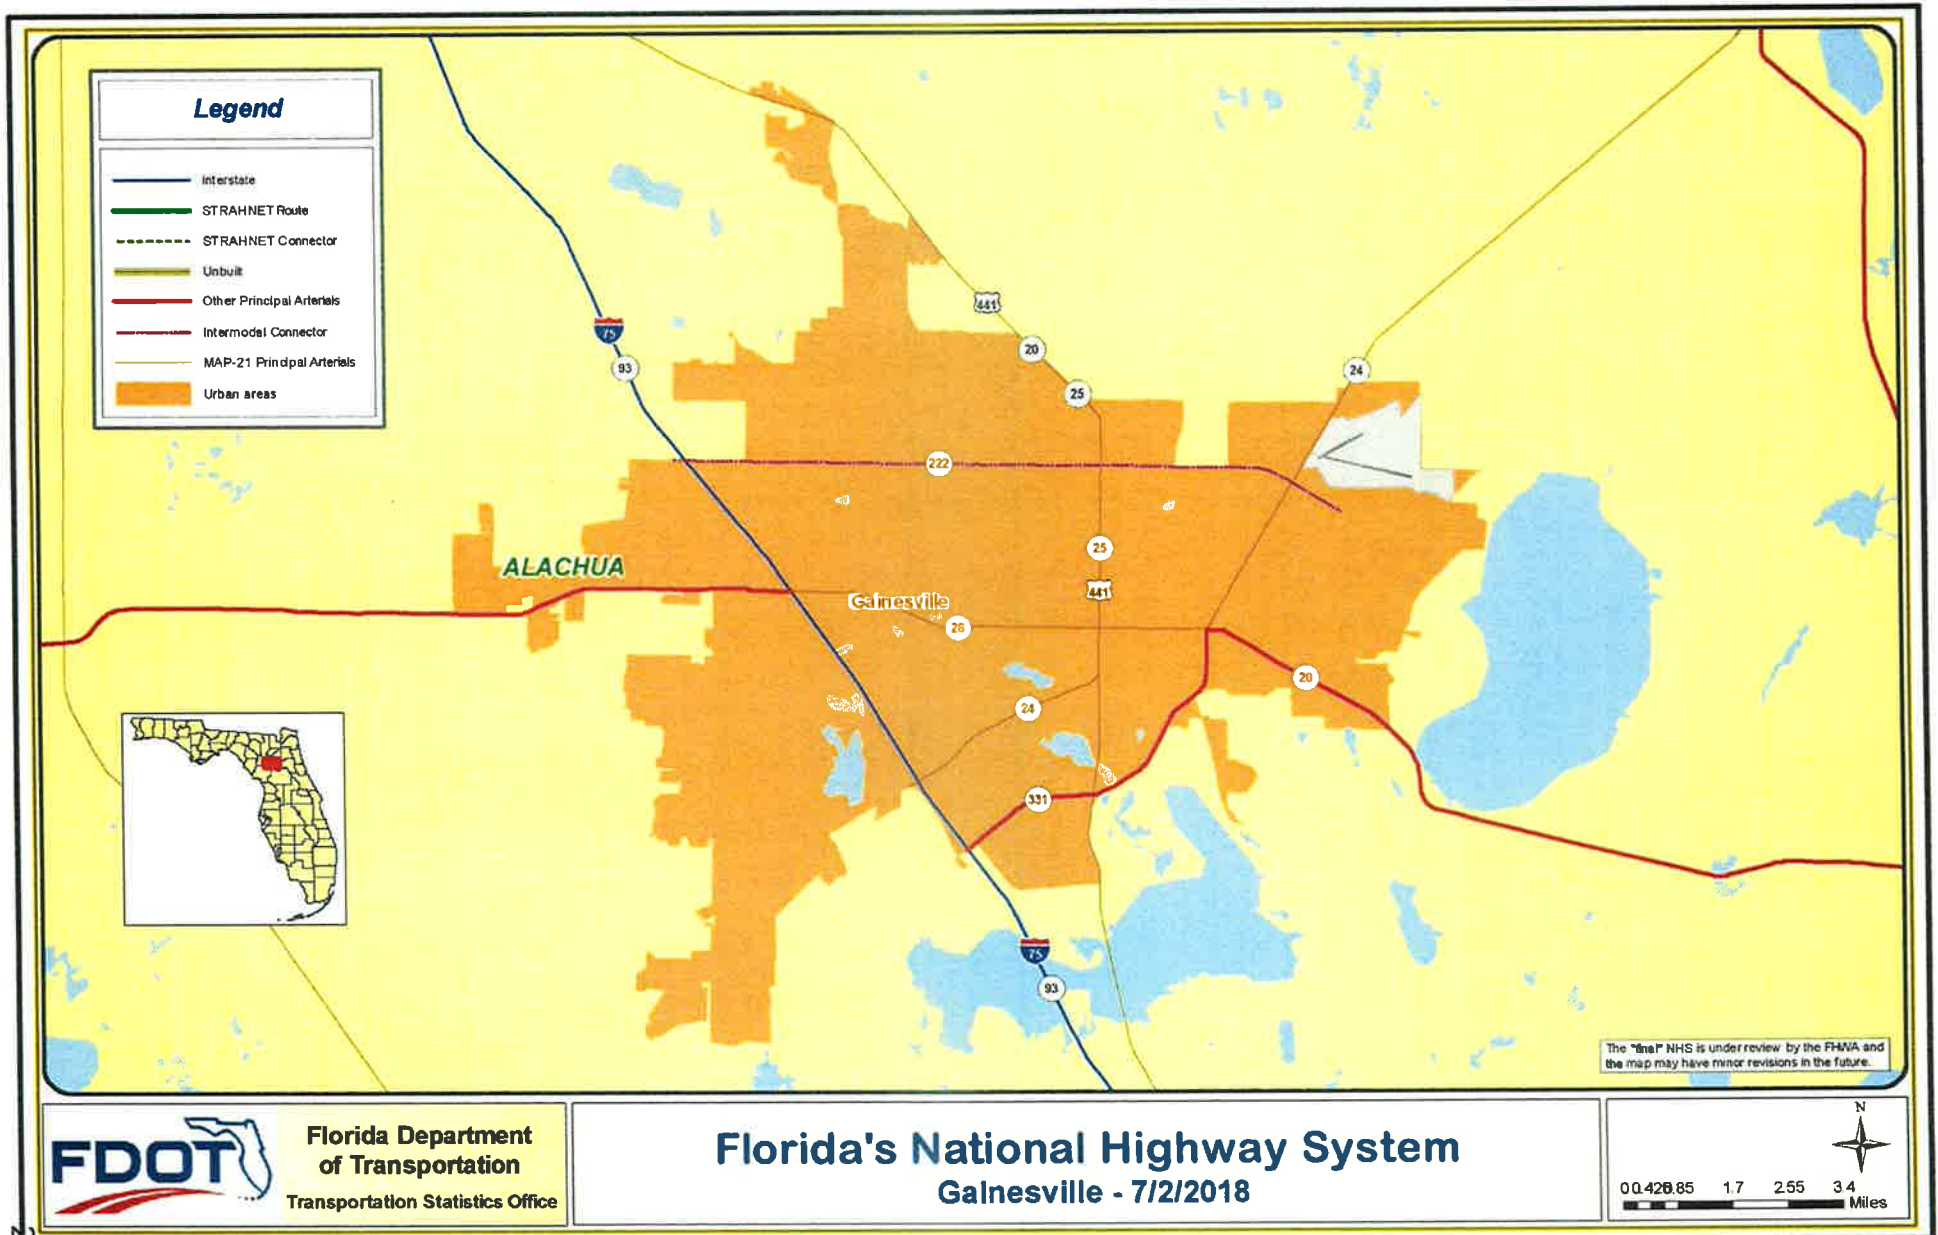 Legend
Interstate
STRAHNET Route
STRAHNET Connector
Unbuilt
Other Principal Arterials
Intermodal Connector
MAP-21 Principal Arterials
Urban areas
441
75
20
93
24
25
222
25
ALACHUA
441
Gainesville
26
20
24
331
75
93
The "final" NHS is under review by the FHWA and
the map may have minor revisions in the future.
FDOT
Florida Department
of Transportation
Transportation Statistics Office
Florida's National Highway System
Gainesville - 7/2/2018
N
0 0.425 0.85 1.7 2.55 3.4
Miles